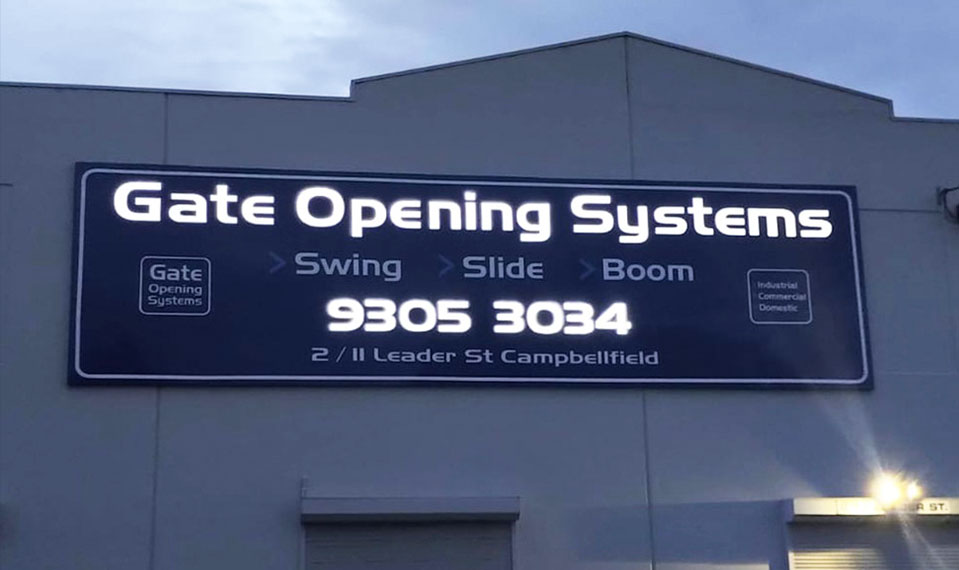 Gate Opening Systems
> Swing > Slide > Boom
Gate
Opening
Systems
Industrial
Commercial
Domestic
9305 3034
2 / 11 Leader St Campbellfield
ST.